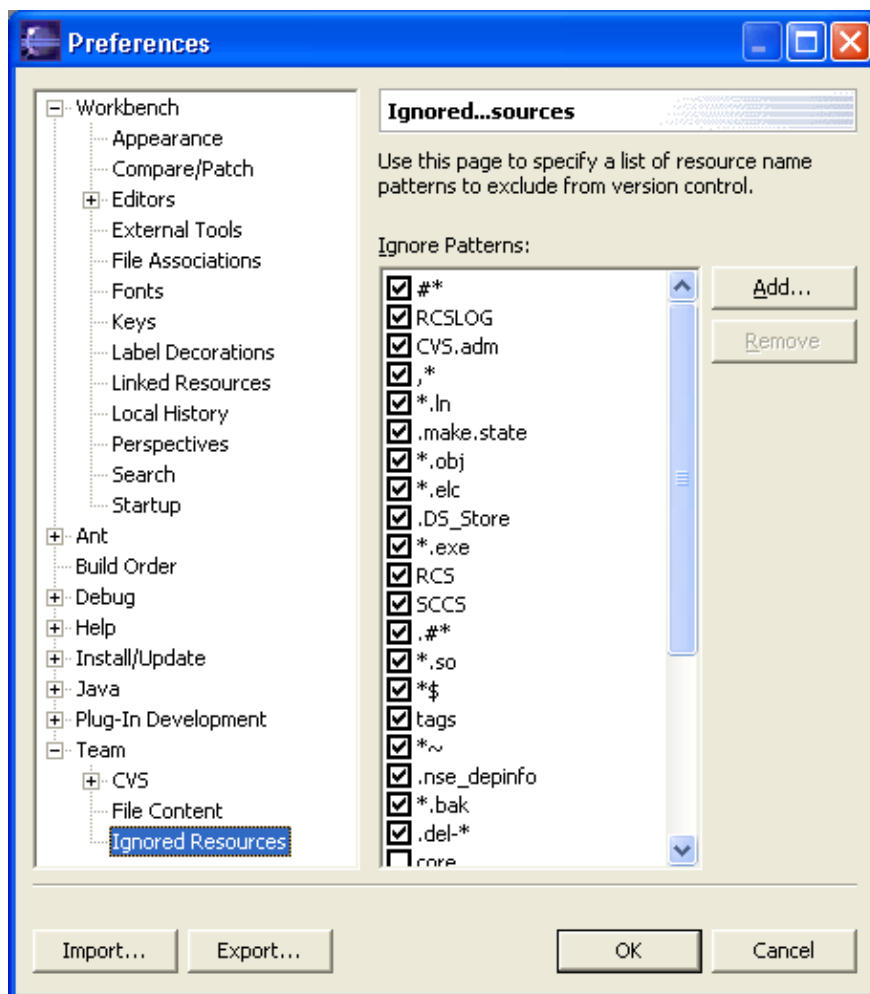 Preferences
Workbench
Appearance
Compare/Patch
Editors
External Tools
File Associations
Fonts
Keys
Label Decorations
Linked Resources
Local History
Perspectives
Search
Startup
Ant
Build Order
Debug
Help
Install/Update
Java
Plug-In Development
Team
CVS
File Content
Ignored Resources
Ignored...sources
Use this page to specify a list of resource name
patterns to exclude from version control.
Ignore Patterns:
#*
RCSLOG
CVS.adm
,*
*.ln
.make.state
*.obj
*.elc
.DS_Store
*.exe
RCS
SCCS
.#*
*.so
*$
tags
*~
.nse_depinfo
*.bak
.del-*
core
Add...
Remove
Import...
Export...
OK
Cancel